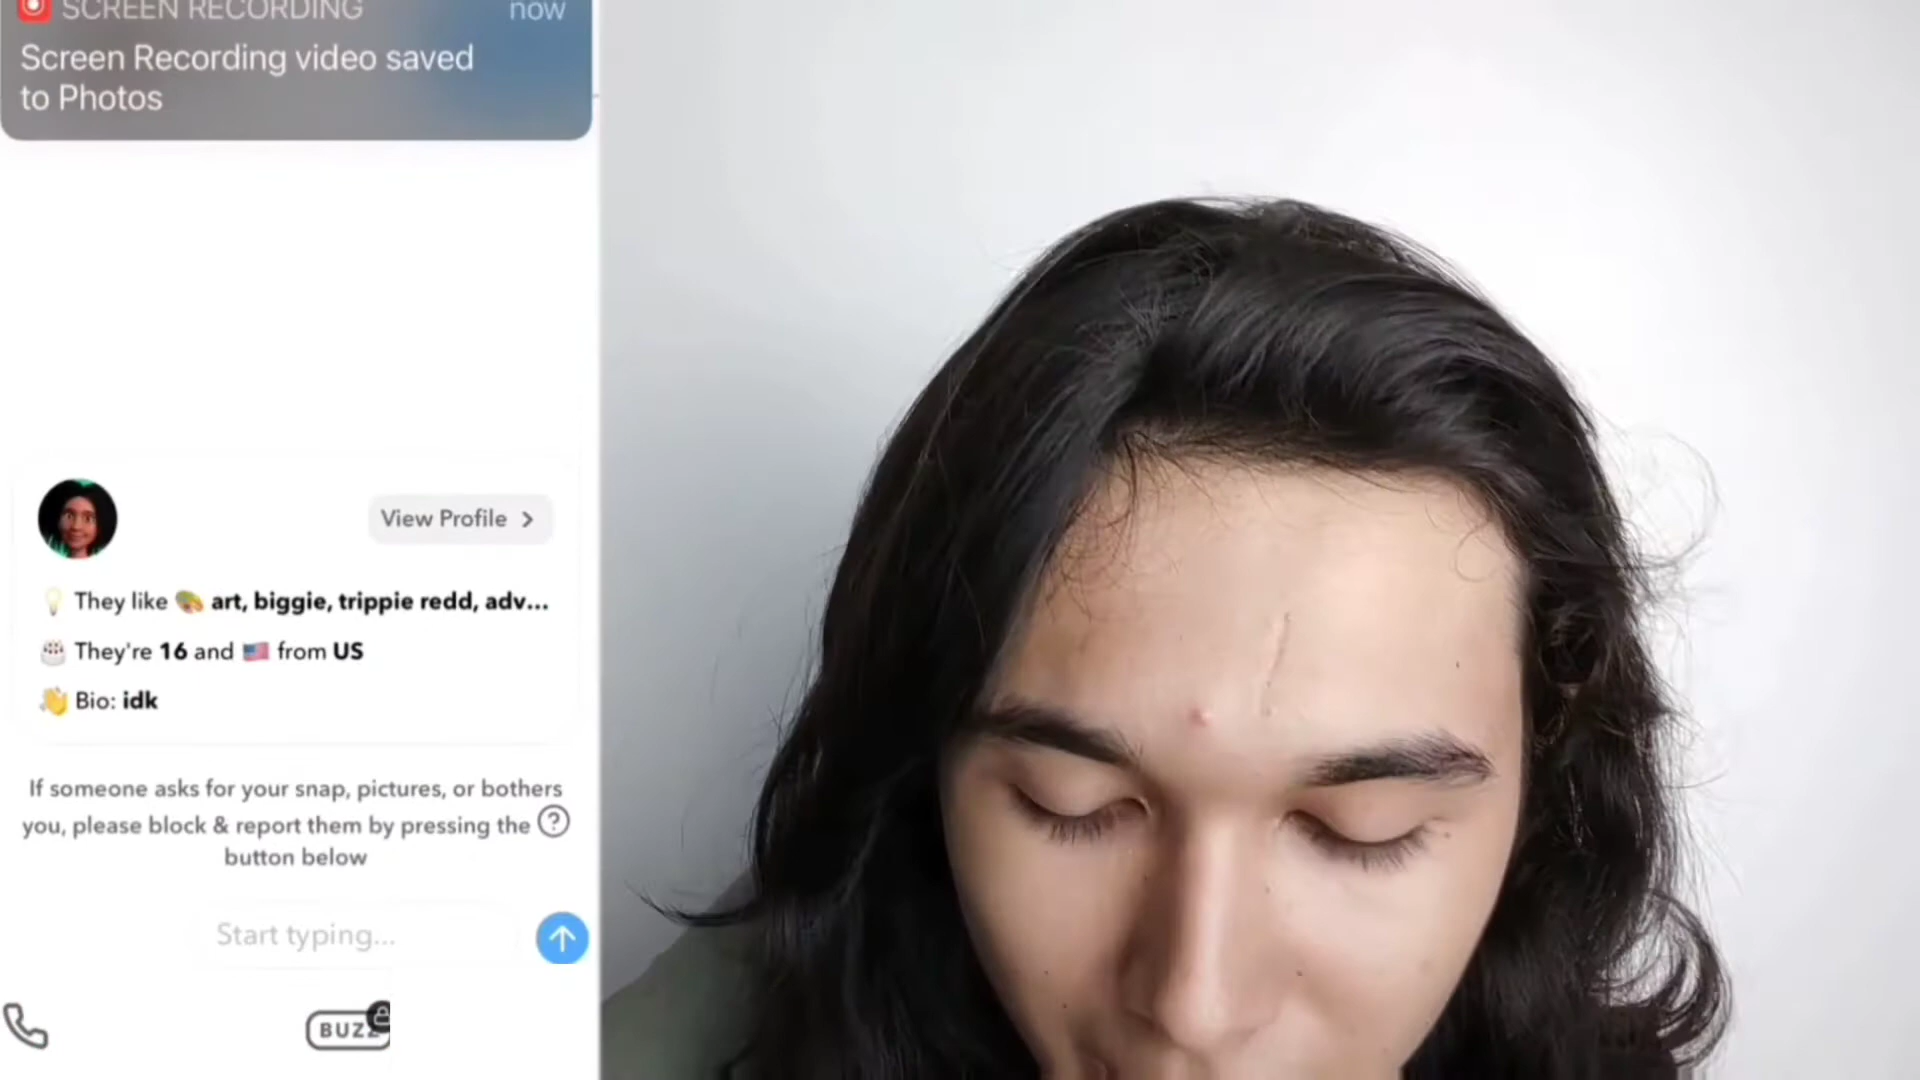 SCREEN RECORDING now
Screen Recording video saved
to Photos
View Profile
They like art, biggie, trippie redd, adv...
They're 16 and from US
Bio: idk
If someone asks for your snap, pictures, or bothers
you, please block & report them by pressing the ?
button below
Start typing...
BUZZ